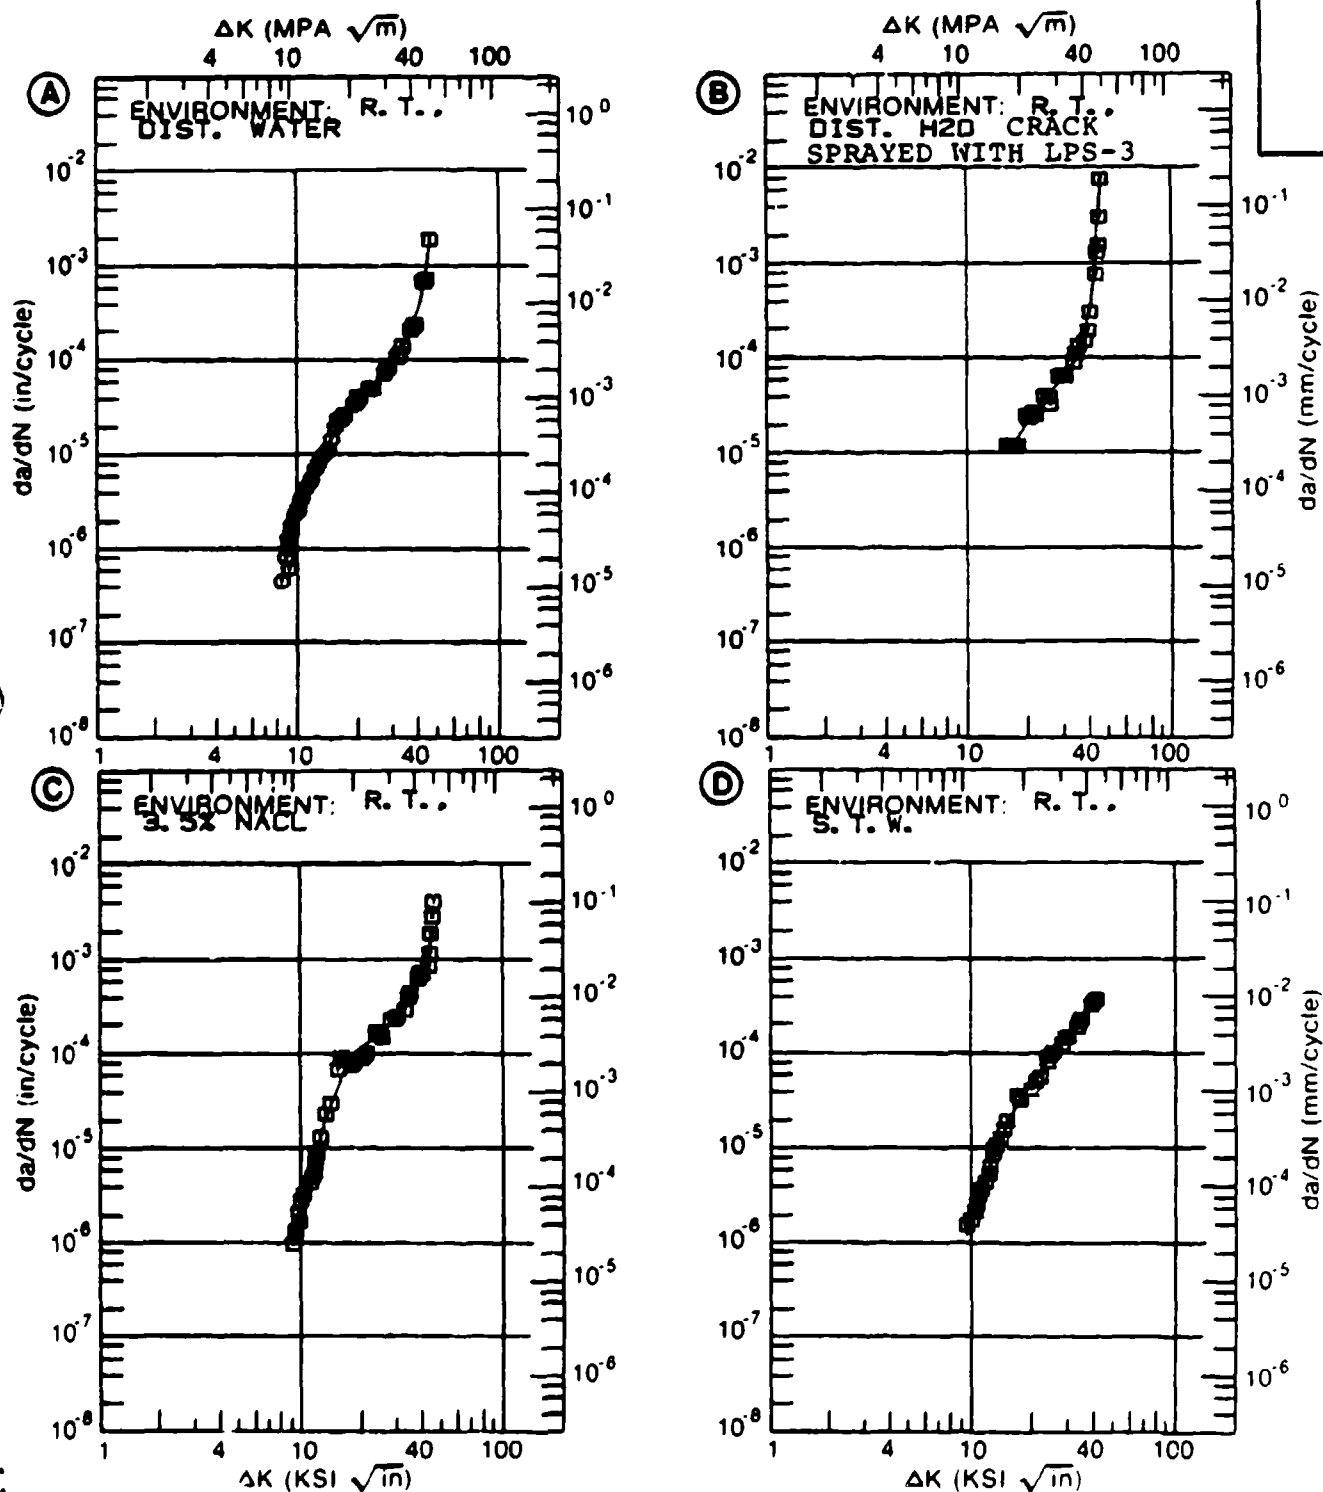 ΔK (MPA √m)
4 10 40 100
A
ENVIRONMENT: R. T.,
DIST. WATER
10^0
10^-2
10^-1
10^-3
10^-2
10^-4
10^-3
10^-5
10^-4
10^-6
10^-5
10^-7
10^-6
10^-8
1 4 10 40 100
da/dN (in/cycle)
ΔK (MPA √m)
4 10 40 100
B
ENVIRONMENT: R. T.,
DIST. H2O CRACK
SPRAYED WITH LPS-3
10^-2
10^-1
10^-3
10^-2
10^-4
10^-3
10^-5
10^-4
10^-6
10^-5
10^-7
10^-6
10^-8
1 4 10 40 100
da/dN (mm/cycle)
C
ENVIRONMENT: R. T.,
3.5% NACL
10^0
10^-2
10^-1
10^-3
10^-2
10^-4
10^-3
10^-5
10^-4
10^-6
10^-5
10^-7
10^-6
10^-8
1 4 10 40 100
da/dN (in/cycle)
ΔK (KSI √in)
D
ENVIRONMENT: R. T.,
S. T. W.
10^0
10^-2
10^-1
10^-3
10^-2
10^-4
10^-3
10^-5
10^-4
10^-6
10^-5
10^-7
10^-6
10^-8
1 4 10 40 100
da/dN (mm/cycle)
ΔK (KSI √in)